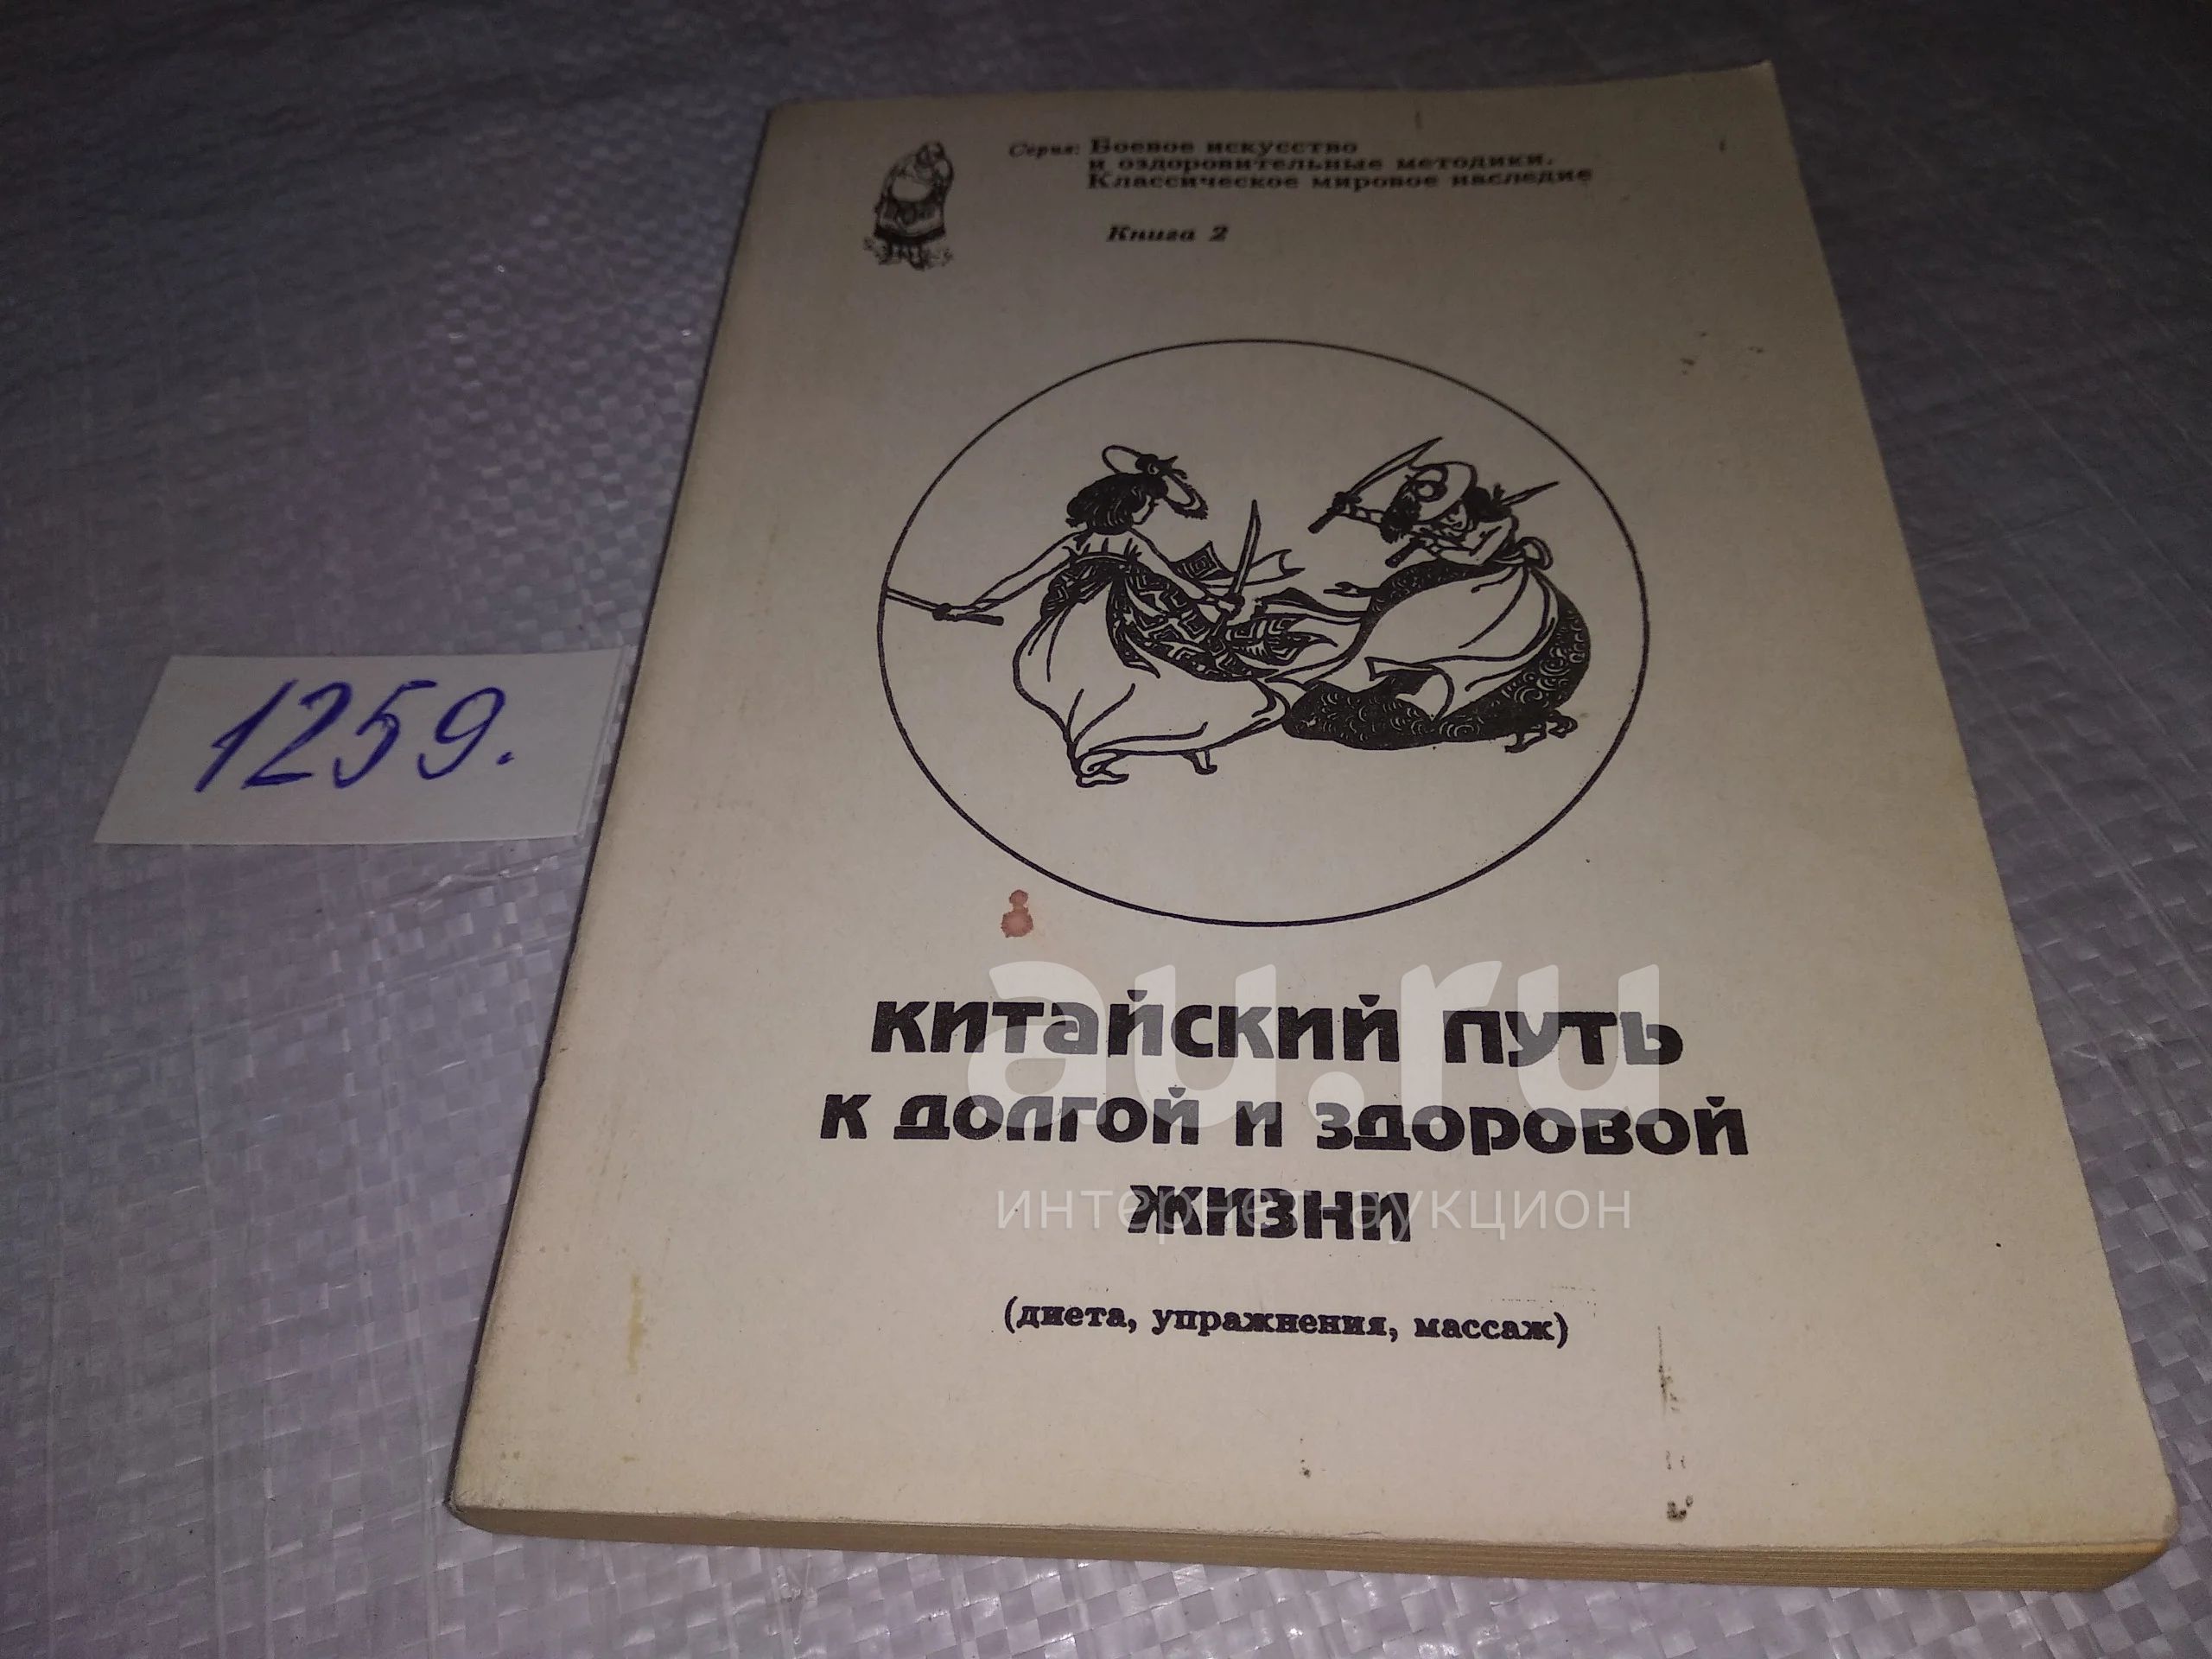 Серия: Боевое искусство
и оздоровительные методики.
Классическое мировое наследие
Книга 2
1259.
КИТАЙСКИЙ ПУТЬ
К ДОЛГОЙ И ЗДОРОВОЙ
ЖИЗНИ
(диета, упражнения, массаж)
au.ru
интернет-аукцион